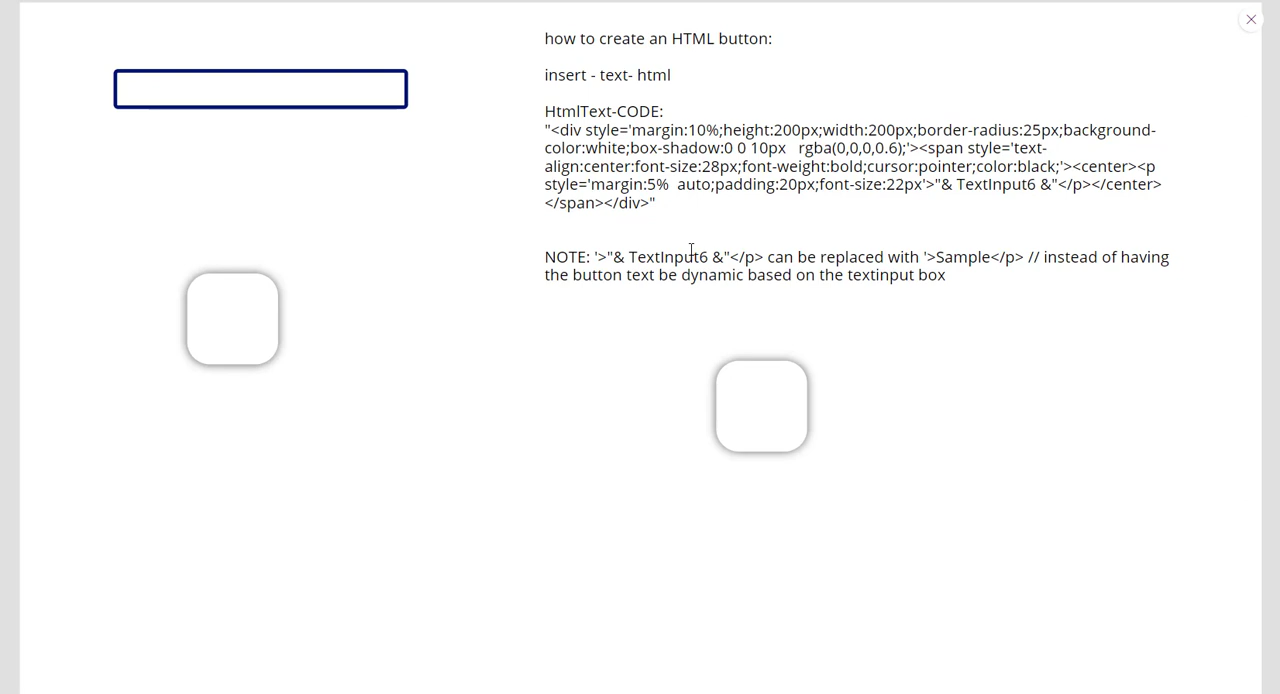 how to create an HTML button:
insert - text- html
HtmlText-CODE:
"<div style='margin:10%;height:200px;width:200px;border-radius:25px;background-
color:white;box-shadow:0 0 10px   rgba(0,0,0,0.6);'><span style='text-
align:center:font-size:28px;font-weight:bold;cursor:pointer;color:black;'><center><p
style='margin:5%  auto;padding:20px;font-size:22px'>"& TextInput6 &"</p></center>
</span></div>"
NOTE: '>"& TextInput6 &"</p> can be replaced with '>Sample</p> // instead of having
the button text be dynamic based on the textinput box